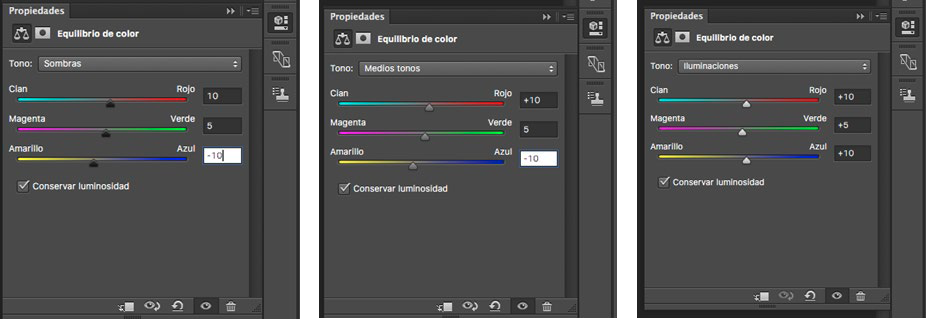 Propiedades
Equilibrio de color
Tono: Sombras
Cian Rojo
10
Magenta Verde
5
Amarillo Azul
-10
Conservar luminosidad
Propiedades
Equilibrio de color
Tono: Medios tonos
Cian Rojo
+10
Magenta Verde
5
Amarillo Azul
-10
Conservar luminosidad
Propiedades
Equilibrio de color
Tono: Iluminaciones
Cian Rojo
+10
Magenta Verde
+5
Amarillo Azul
+10
Conservar luminosidad